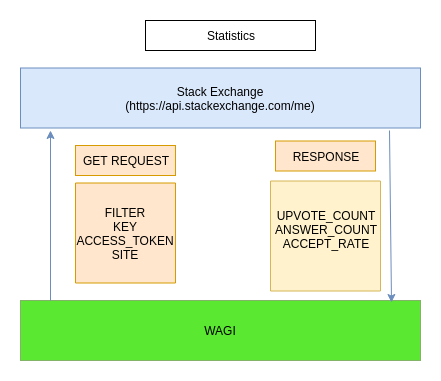 Statistics
Stack Exchange
(https://api.stackexchange.com/me)
GET REQUEST
FILTER
KEY
ACCESS_TOKEN
SITE
RESPONSE
UPVOTE_COUNT
ANSWER_COUNT
ACCEPT_RATE
WAGI